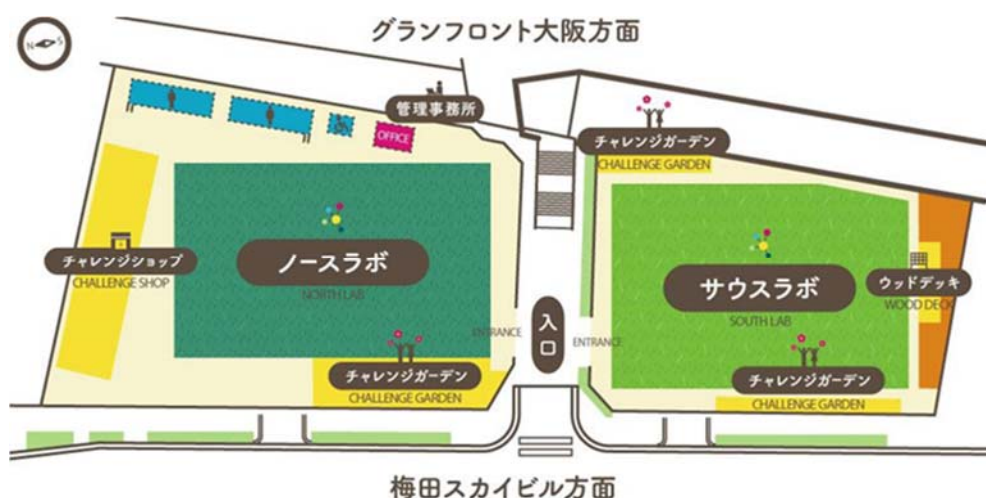 グランフロント大阪方面
N S
管理事務所
OFFICE
チャレンジガーデン
CHALLENGE GARDEN
チャレンジショップ
CHALLENGE SHOP
ノースラボ
NORTH LAB
サウスラボ
SOUTH LAB
ウッドデッキ
WOOD DECK
ENTRANCE
入口
ENTRANCE
チャレンジガーデン
CHALLENGE GARDEN
チャレンジガーデン
CHALLENGE GARDEN
梅田スカイビル方面